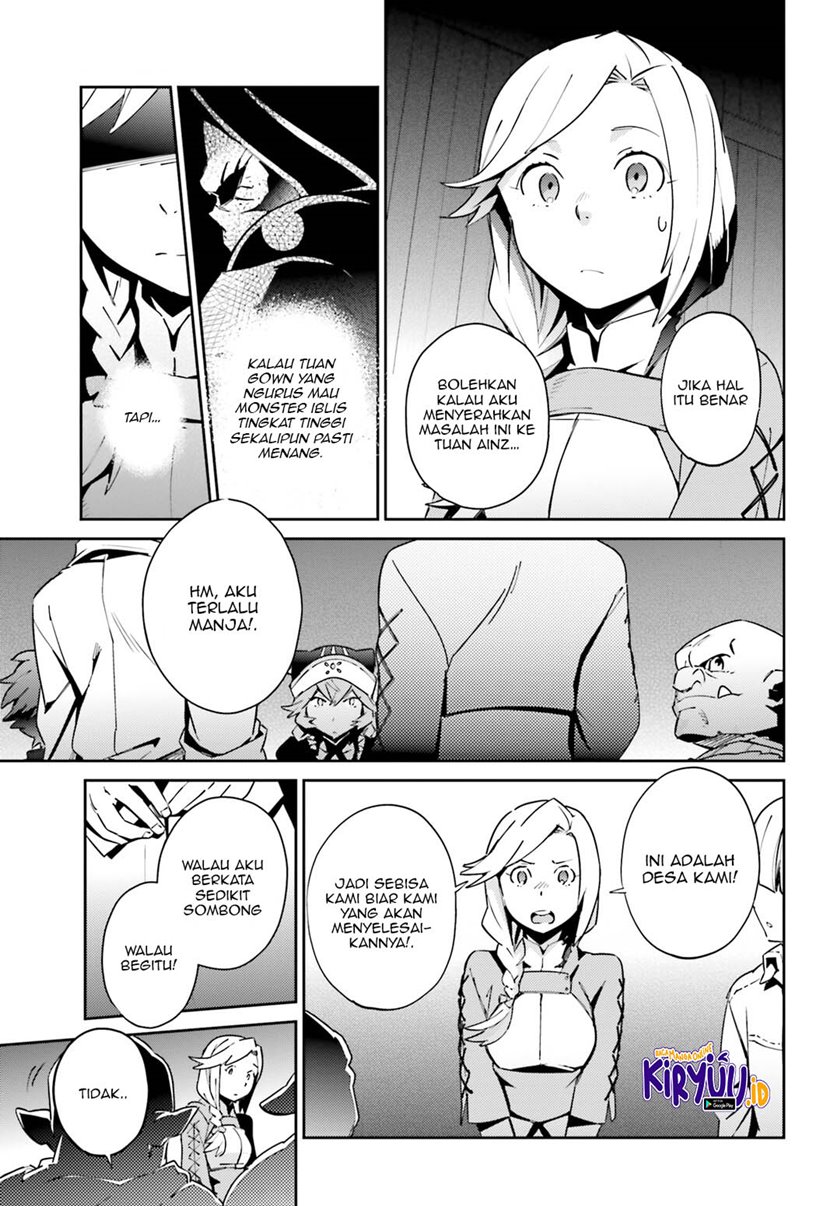 JIKA HAL
ITU BENAR
BOLEHKAN
KALAU AKU
MENYERAHKAN
MASALAH INI KE
TUAN AINZ...
KALAU TUAN
GOWN YANG
NGURUS MAU
MONSTER IBLIS
TINGKAT TINGGI
SEKALIPUN PASTI
MENANG.
TAPI...
HM, AKU
TERLALU
MANJA!.
INI ADALAH
DESA KAMI!
JADI SEBISA
KAMI BIAR KAMI
YANG AKAN
MENYELESAI-
KANNYA!.
WALAU AKU
BERKATA
SEDIKIT
SOMBONG
WALAU
BEGITU!
TIDAK..
KIRYUU.ID
Google Play